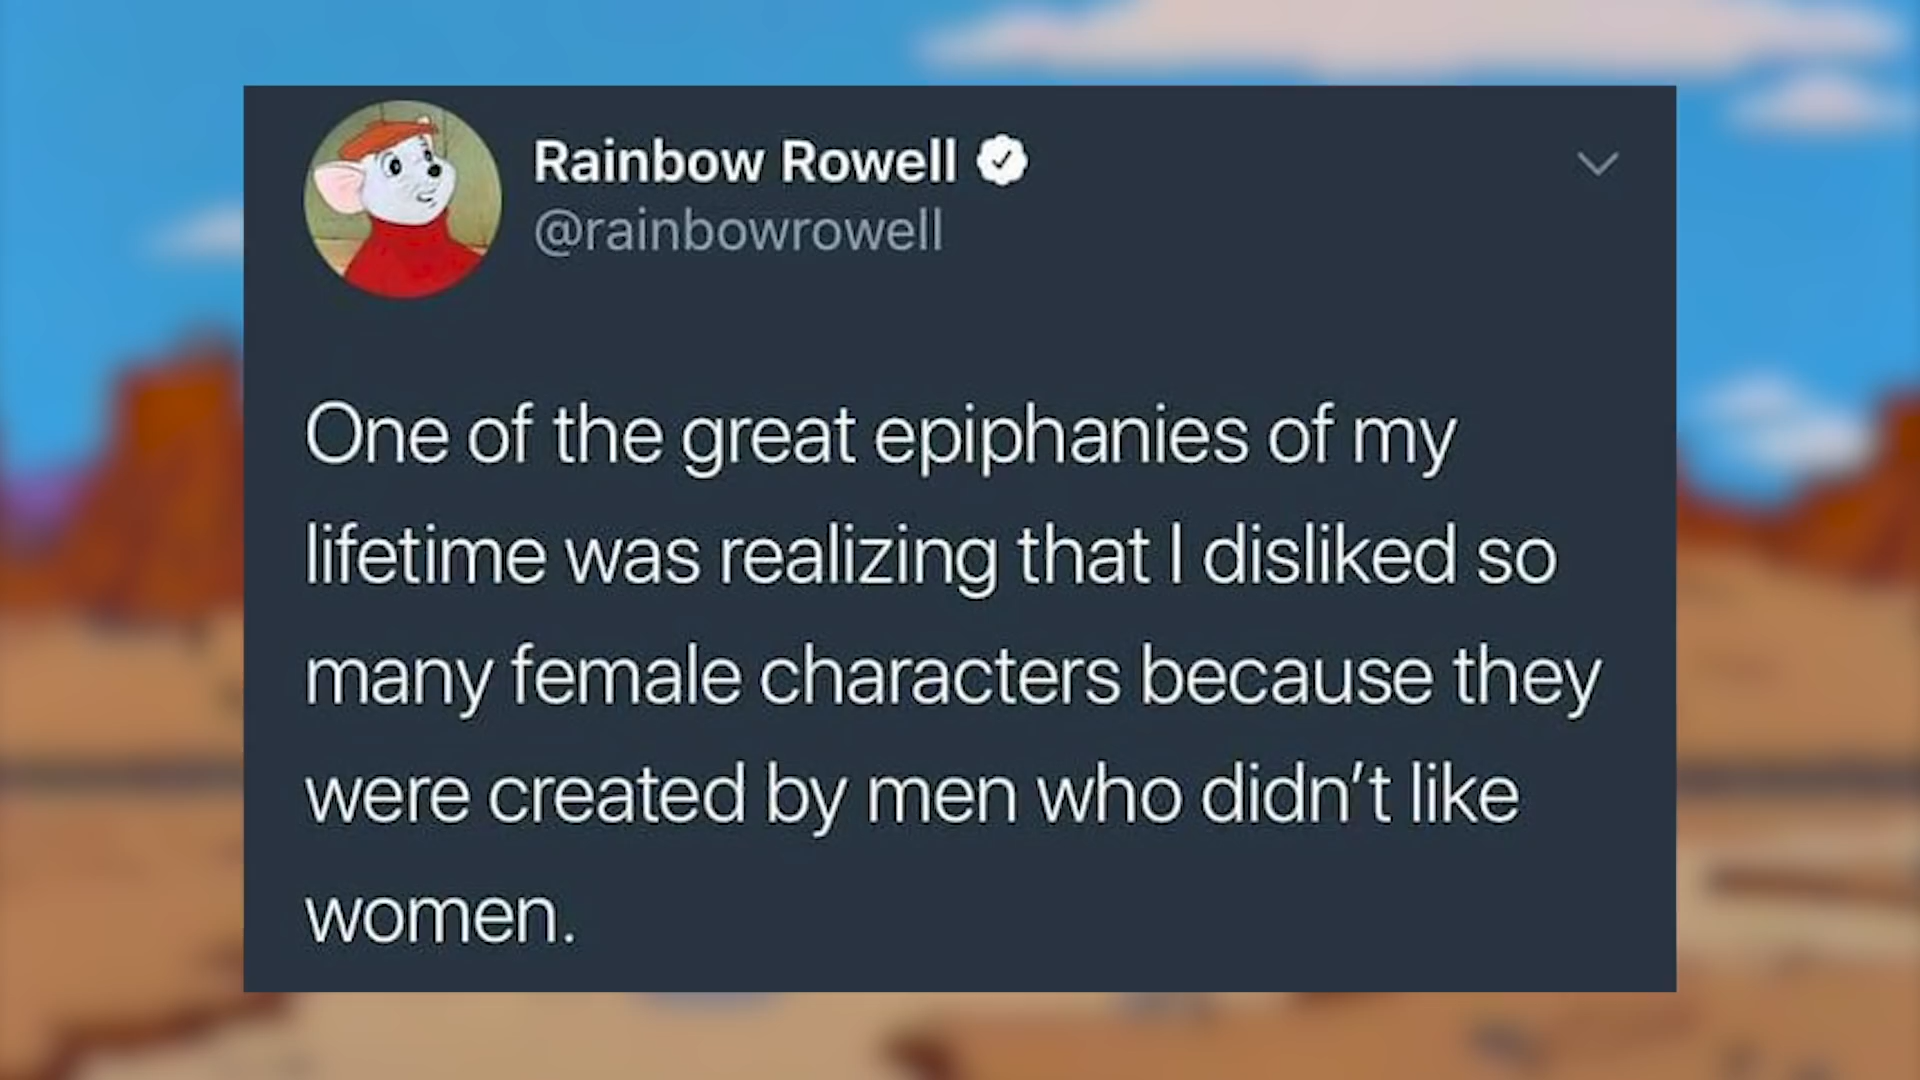 Rainbow Rowell
@rainbowrowell
One of the great epiphanies of my
lifetime was realizing that I disliked so
many female characters because they
were created by men who didn’t like
women.